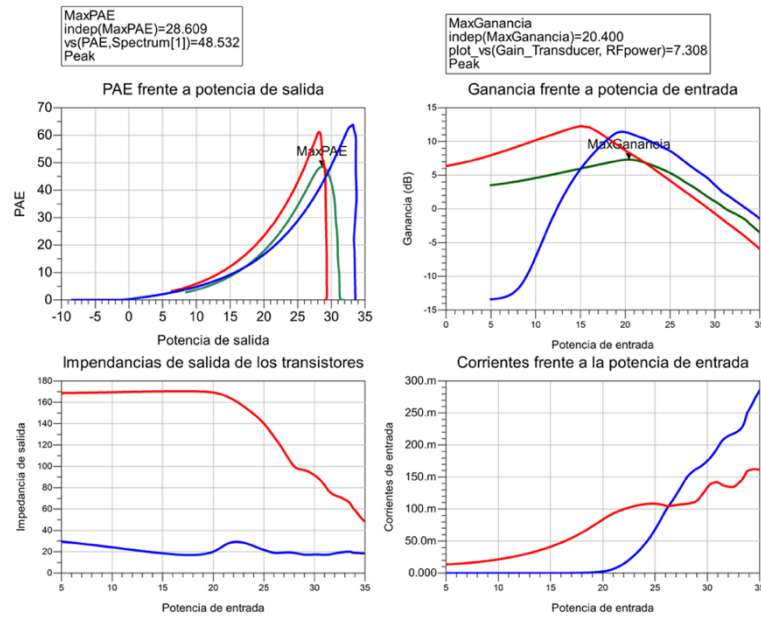 MaxPAE
indep(MaxPAE)=28.609
vs(PAE,Spectrum[1])=48.532
Peak
MaxGanancia
indep(MaxGanancia)=20.400
plot_vs(Gain_Transducer, RFpower)=7.308
Peak
PAE frente a potencia de salida
70
60
50
40
30
20
10
0
PAE
MaxPAE
-10 -5 0 5 10 15 20 25 30 35
Potencia de salida
Ganancia frente a potencia de entrada
15
10
5
0
-5
-10
-15
Ganancia (dB)
MaxGanancia
0 5 10 15 20 25 30 35
Potencia de entrada
Impendancias de salida de los transistores
180
160
140
120
100
80
60
40
20
0
Impedancia de salida
5 10 15 20 25 30 35
Potencia de entrada
Corrientes frente a la potencia de entrada
300.m
250.m
200.m
150.m
100.m
50.0m
0.000
Corrientes de entrada
5 10 15 20 25 30 35
Potencia de entrada